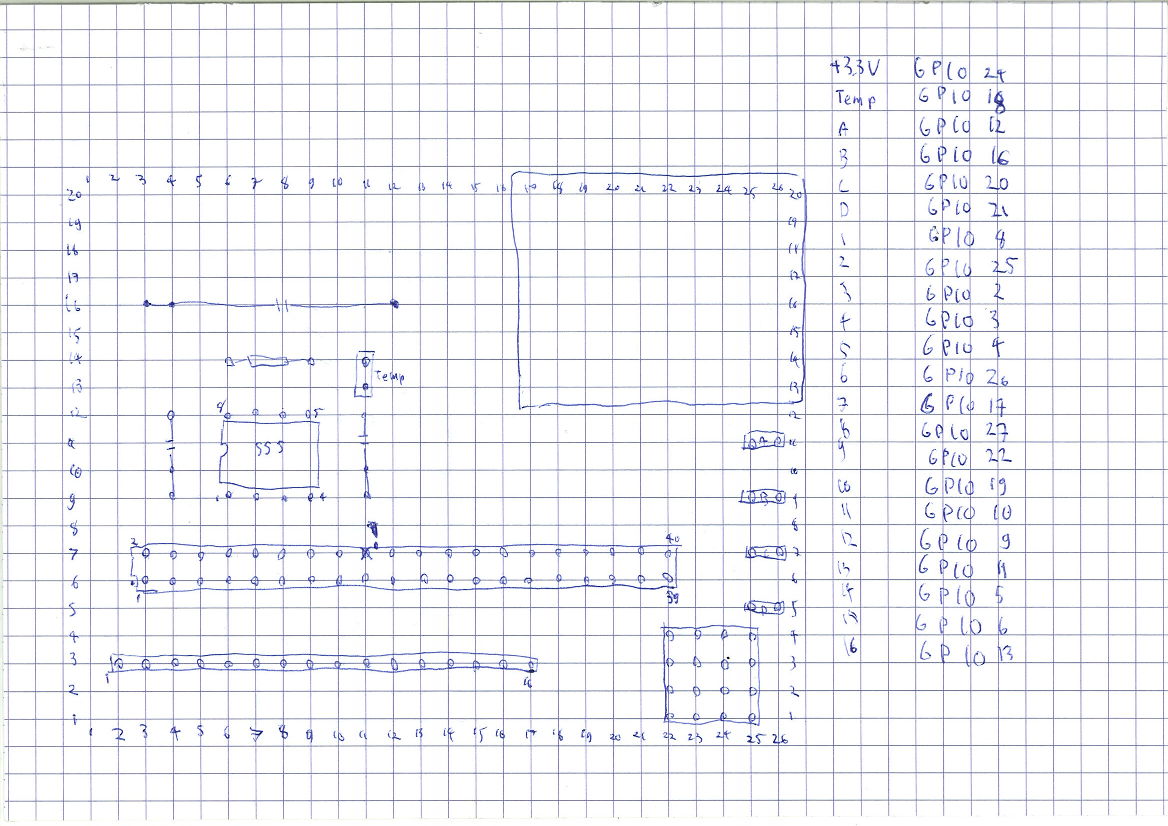 +3.3V GPIO 24
Temp GPIO 18
A GPIO 12
B GPIO 16
C GPIO 20
D GPIO 21
1 GPIO 8
2 GPIO 25
3 GPIO 2
4 GPIO 3
5 GPIO 4
6 GPIO 26
7 GPIO 17
8 GPIO 27
9 GPIO 22
10 GPIO 19
11 GPIO 10
12 GPIO 9
13 GPIO 11
14 GPIO 5
15 GPIO 6
16 GPIO 13
1 2 3 4 5 6 7 8 9 10 11 12 13 14 15 16 17 18 19 20 21 22 23 24 25 26
20 20
19 19
18 18
17 17
16 16
15 15
14 14
Temp
13 13
12 8 5 12
11 555 A 11
10 10
9 1 4 B 9
8 8
2 40
7 C 7
6 6
1 39
5 D 5
4 4
3 3
1 16
2 2
1 1
1 2 3 4 5 6 7 8 9 10 11 12 13 14 15 16 17 18 19 20 21 22 23 24 25 26